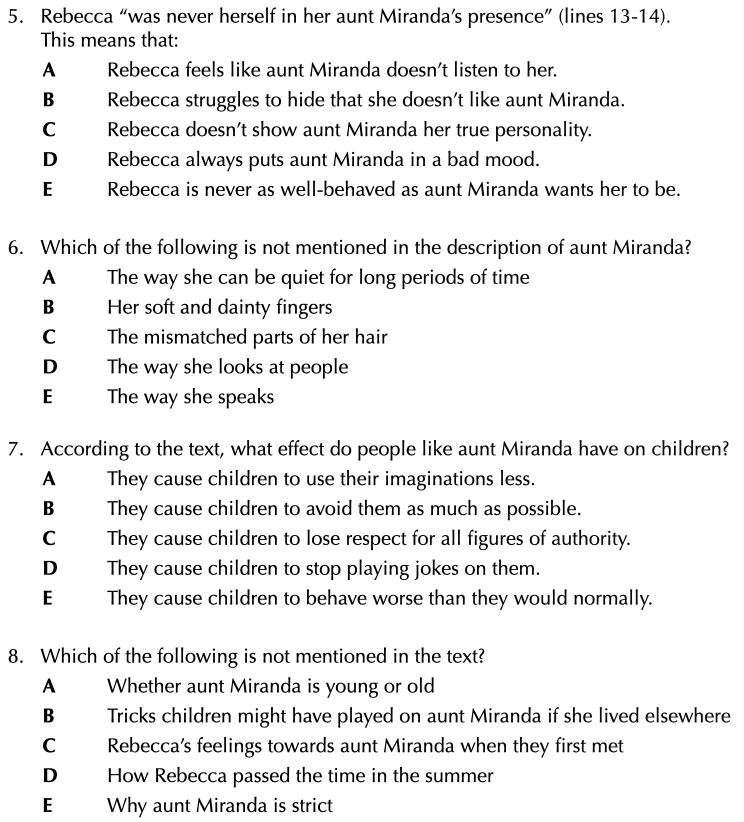 5. Rebecca “was never herself in her aunt Miranda’s presence” (lines 13-14).
This means that:
A Rebecca feels like aunt Miranda doesn’t listen to her.
B Rebecca struggles to hide that she doesn’t like aunt Miranda.
C Rebecca doesn’t show aunt Miranda her true personality.
D Rebecca always puts aunt Miranda in a bad mood.
E Rebecca is never as well-behaved as aunt Miranda wants her to be.
6. Which of the following is not mentioned in the description of aunt Miranda?
A The way she can be quiet for long periods of time
B Her soft and dainty fingers
C The mismatched parts of her hair
D The way she looks at people
E The way she speaks
7. According to the text, what effect do people like aunt Miranda have on children?
A They cause children to use their imaginations less.
B They cause children to avoid them as much as possible.
C They cause children to lose respect for all figures of authority.
D They cause children to stop playing jokes on them.
E They cause children to behave worse than they would normally.
8. Which of the following is not mentioned in the text?
A Whether aunt Miranda is young or old
B Tricks children might have played on aunt Miranda if she lived elsewhere
C Rebecca’s feelings towards aunt Miranda when they first met
D How Rebecca passed the time in the summer
E Why aunt Miranda is strict